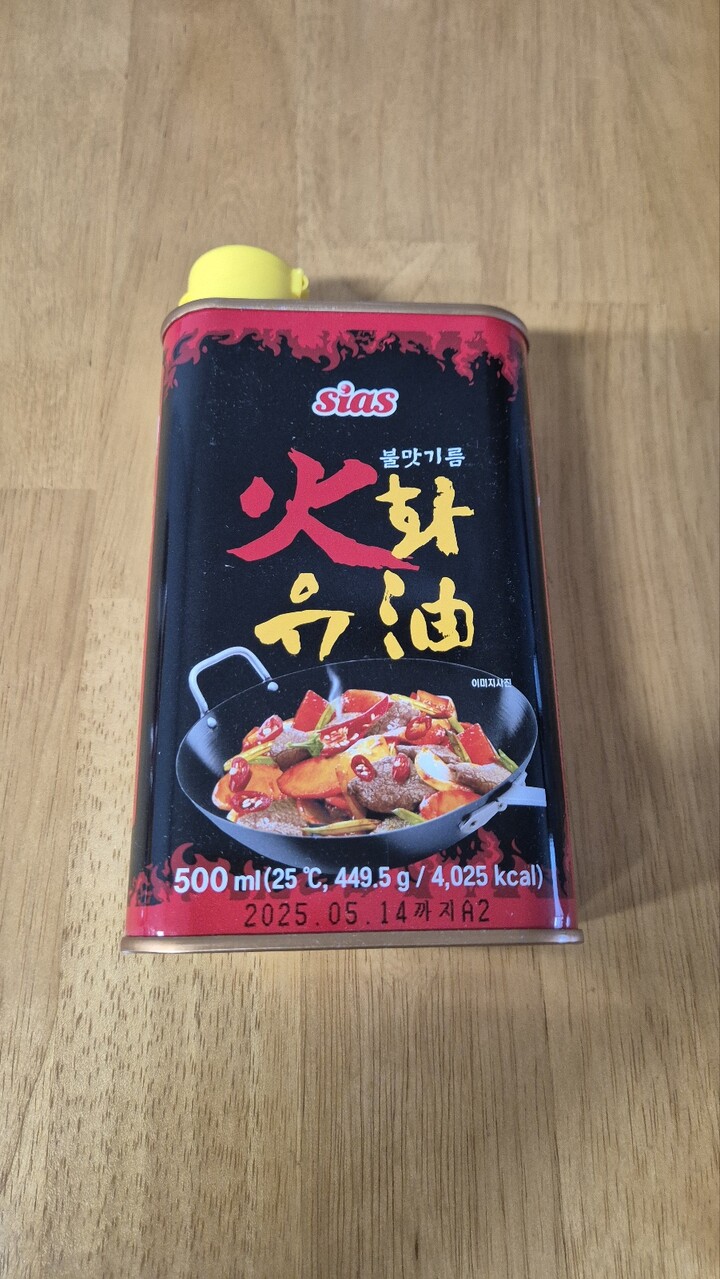 sias
불맛기름
火화
유油
이미지사진
500 ml (25 ℃, 449.5 g / 4,025 kcal)
2025.05.14까지A2